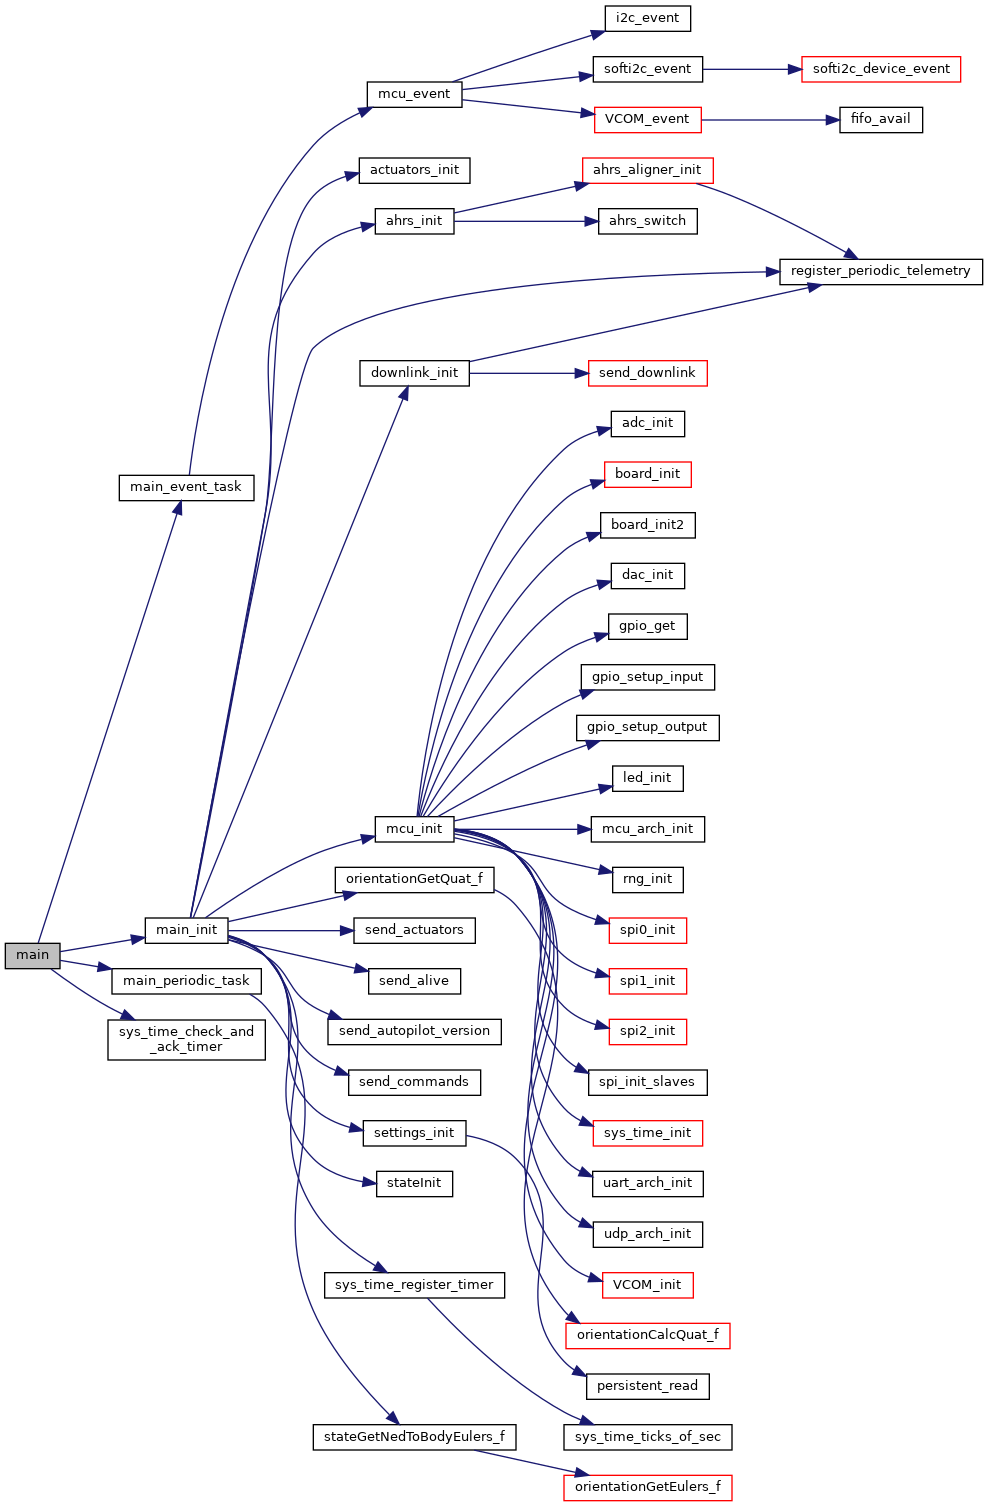 i2c_event
softi2c_event
softi2c_device_event
mcu_event
VCOM_event
fifo_avail
actuators_init
ahrs_aligner_init
ahrs_init
ahrs_switch
register_periodic_telemetry
downlink_init
send_downlink
adc_init
board_init
main_event_task
board_init2
dac_init
gpio_get
gpio_setup_input
gpio_setup_output
led_init
mcu_init
mcu_arch_init
orientationGetQuat_f
rng_init
main_init
send_actuators
spi0_init
main
main_periodic_task
send_alive
spi1_init
sys_time_check_and
_ack_timer
send_autopilot_version
spi2_init
send_commands
spi_init_slaves
settings_init
sys_time_init
stateInit
uart_arch_init
udp_arch_init
sys_time_register_timer
VCOM_init
orientationCalcQuat_f
persistent_read
stateGetNedToBodyEulers_f
sys_time_ticks_of_sec
orientationGetEulers_f